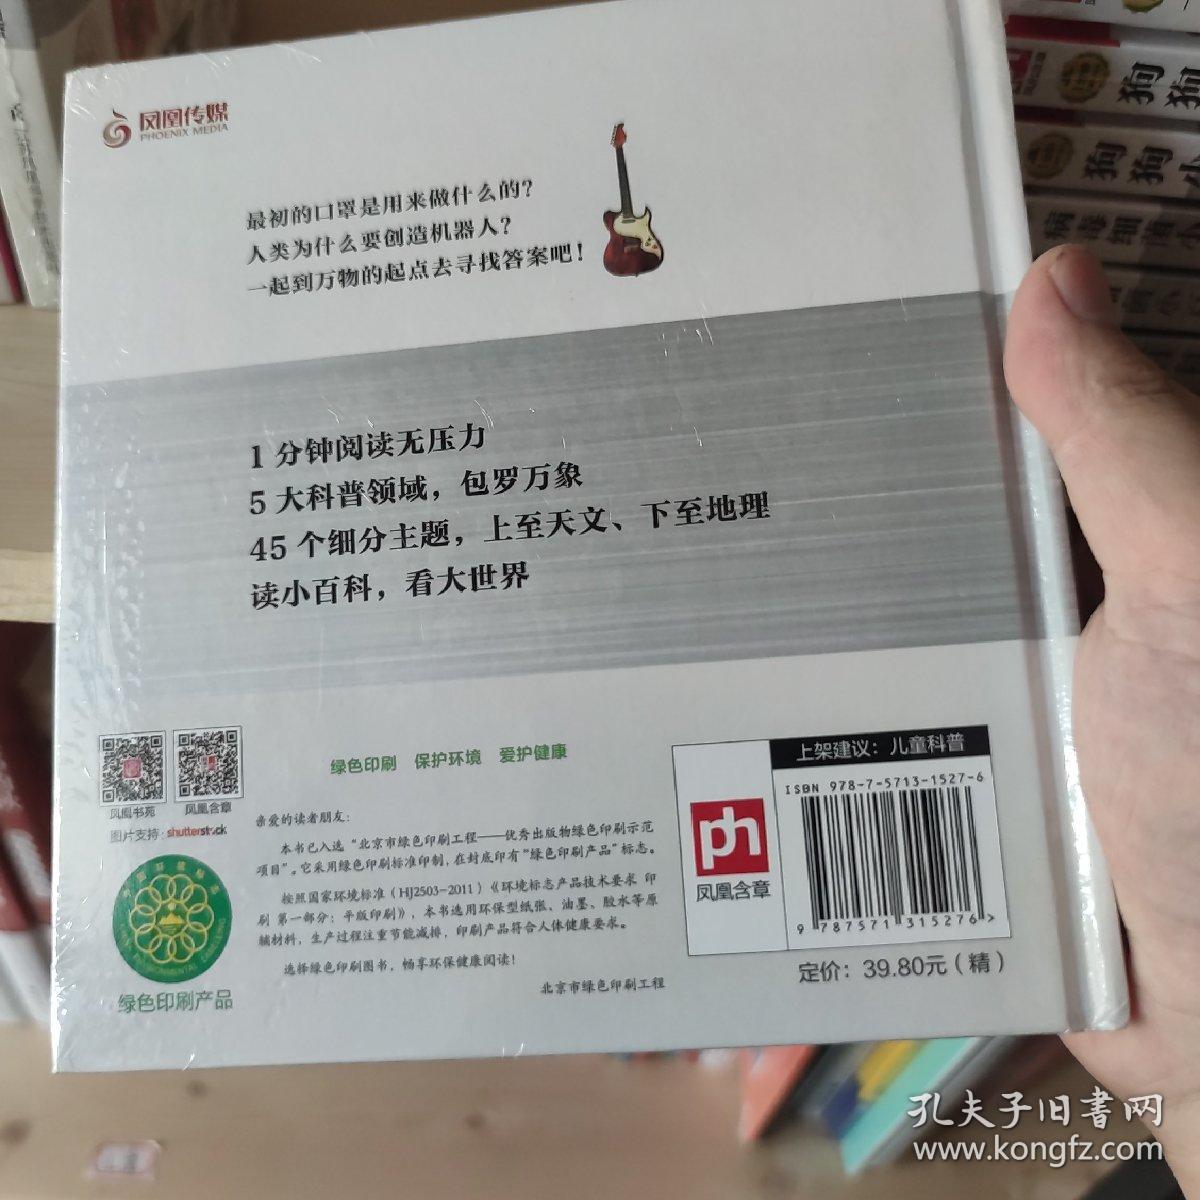 凤凰传媒
PHOENIX MEDIA
最初的口罩是用来做什么的？
人类为什么要创造机器人？
一起到万物的起点去寻找答案吧！
1 分钟阅读无压力
5 大科普领域，包罗万象
45 个细分主题，上至天文、下至地理
读小百科，看大世界
凤凰书苑
凤凰含章
图片支持：shutterstock
绿色印刷产品
绿色印刷 保护环境 爱护健康
亲爱的读者朋友：
本书已入选“北京市绿色印刷工程——优秀出版物绿色印刷示范
项目”。它采用绿色印刷标准印制，在封底印有“绿色印刷产品”标志。
按照国家环境标准（HJ2503-2011）《环境标志产品技术要求 印
刷 第一部分：平版印刷》，本书选用环保型纸张、油墨、胶水等原
辅材料，生产过程注重节能减排，印刷产品符合人体健康要求。
选择绿色印刷图书，畅享环保健康阅读！
北京市绿色印刷工程
ph
凤凰含章
上架建议：儿童科普
ISBN 978-7-5713-1527-6
9 787571 315276 >
定价：39.80元（精）
狗狗
狗狗小
孔夫子旧书网
www.kongfz.com